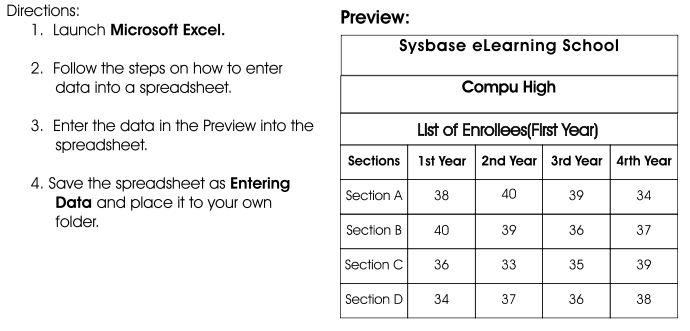 Directions:
1. Launch Microsoft Excel.
2. Follow the steps on how to enter
data into a spreadsheet.
3. Enter the data in the Preview into the
spreadsheet.
4. Save the spreadsheet as Entering
Data and place it to your own
folder.
Preview:
Sysbase eLearning School
Compu High
List of Enrollees(First Year)
Sections 1st Year 2nd Year 3rd Year 4rth Year
Section A 38 40 39 34
Section B 40 39 36 37
Section C 36 33 35 39
Section D 34 37 36 38